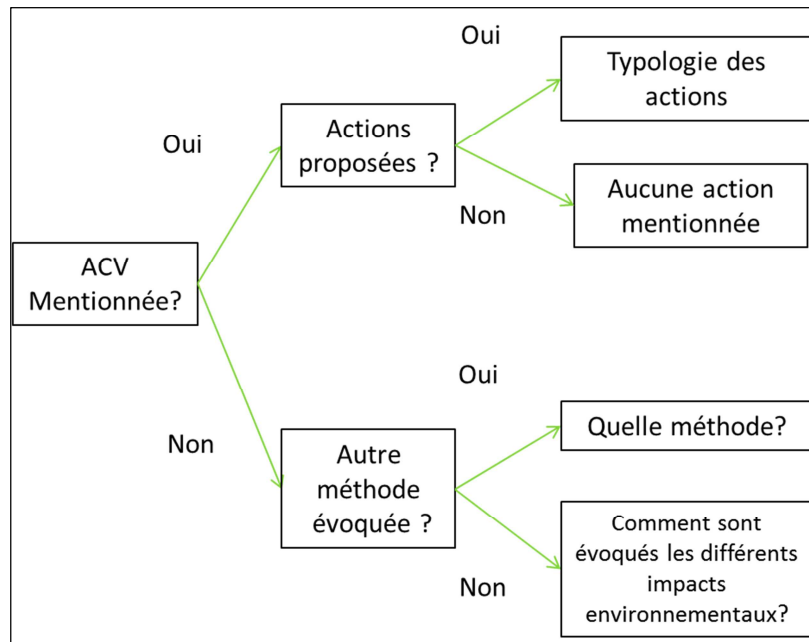 Oui
Typologie des
actions
Oui
Actions
proposées ?
Non
Aucune action
mentionnée
ACV
Mentionnée?
Oui
Quelle méthode?
Non
Autre
méthode
évoquée ?
Non
Comment sont
évoqués les différents
impacts
environnementaux?